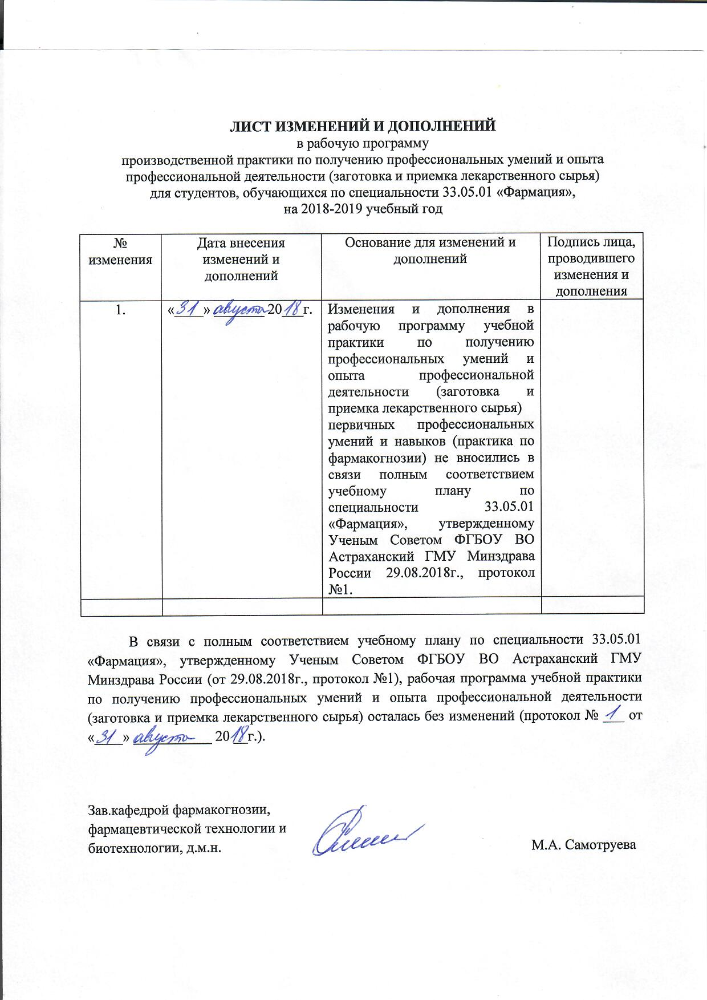 ЛИСТ ИЗМЕНЕНИЙ И ДОПОЛНЕНИЙ
в рабочую программу
производственной практики по получению профессиональных умений и опыта
профессиональной деятельности (заготовка и приемка лекарственного сырья)
для студентов, обучающихся по специальности 33.05.01 «Фармация»,
на 2018-2019 учебный год
№
изменения
Дата внесения
изменений и
дополнений
Основание для изменений и
дополнений
Подпись лица,
проводившего
изменения и
дополнения
1.
«31» августа 2018г.
Изменения и дополнения в
рабочую программу учебной
практики по получению
профессиональных умений и
опыта профессиональной
деятельности (заготовка и
приемка лекарственного сырья)
первичных профессиональных
умений и навыков (практика по
фармакогнозии) не вносились в
связи полным соответствием
учебному плану по
специальности 33.05.01
«Фармация», утвержденному
Ученым Советом ФГБОУ ВО
Астраханский ГМУ Минздрава
России 29.08.2018г., протокол
№1.
В связи с полным соответствием учебному плану по специальности 33.05.01
«Фармация», утвержденному Ученым Советом ФГБОУ ВО Астраханский ГМУ
Минздрава России (от 29.08.2018г., протокол №1), рабочая программа учебной практики
по получению профессиональных умений и опыта профессиональной деятельности
(заготовка и приемка лекарственного сырья) осталась без изменений (протокол № 1 от
«31» августа 2018г.).
Зав.кафедрой фармакогнозии,
фармацевтической технологии и
биотехнологии, д.м.н.
М.А. Самотруева